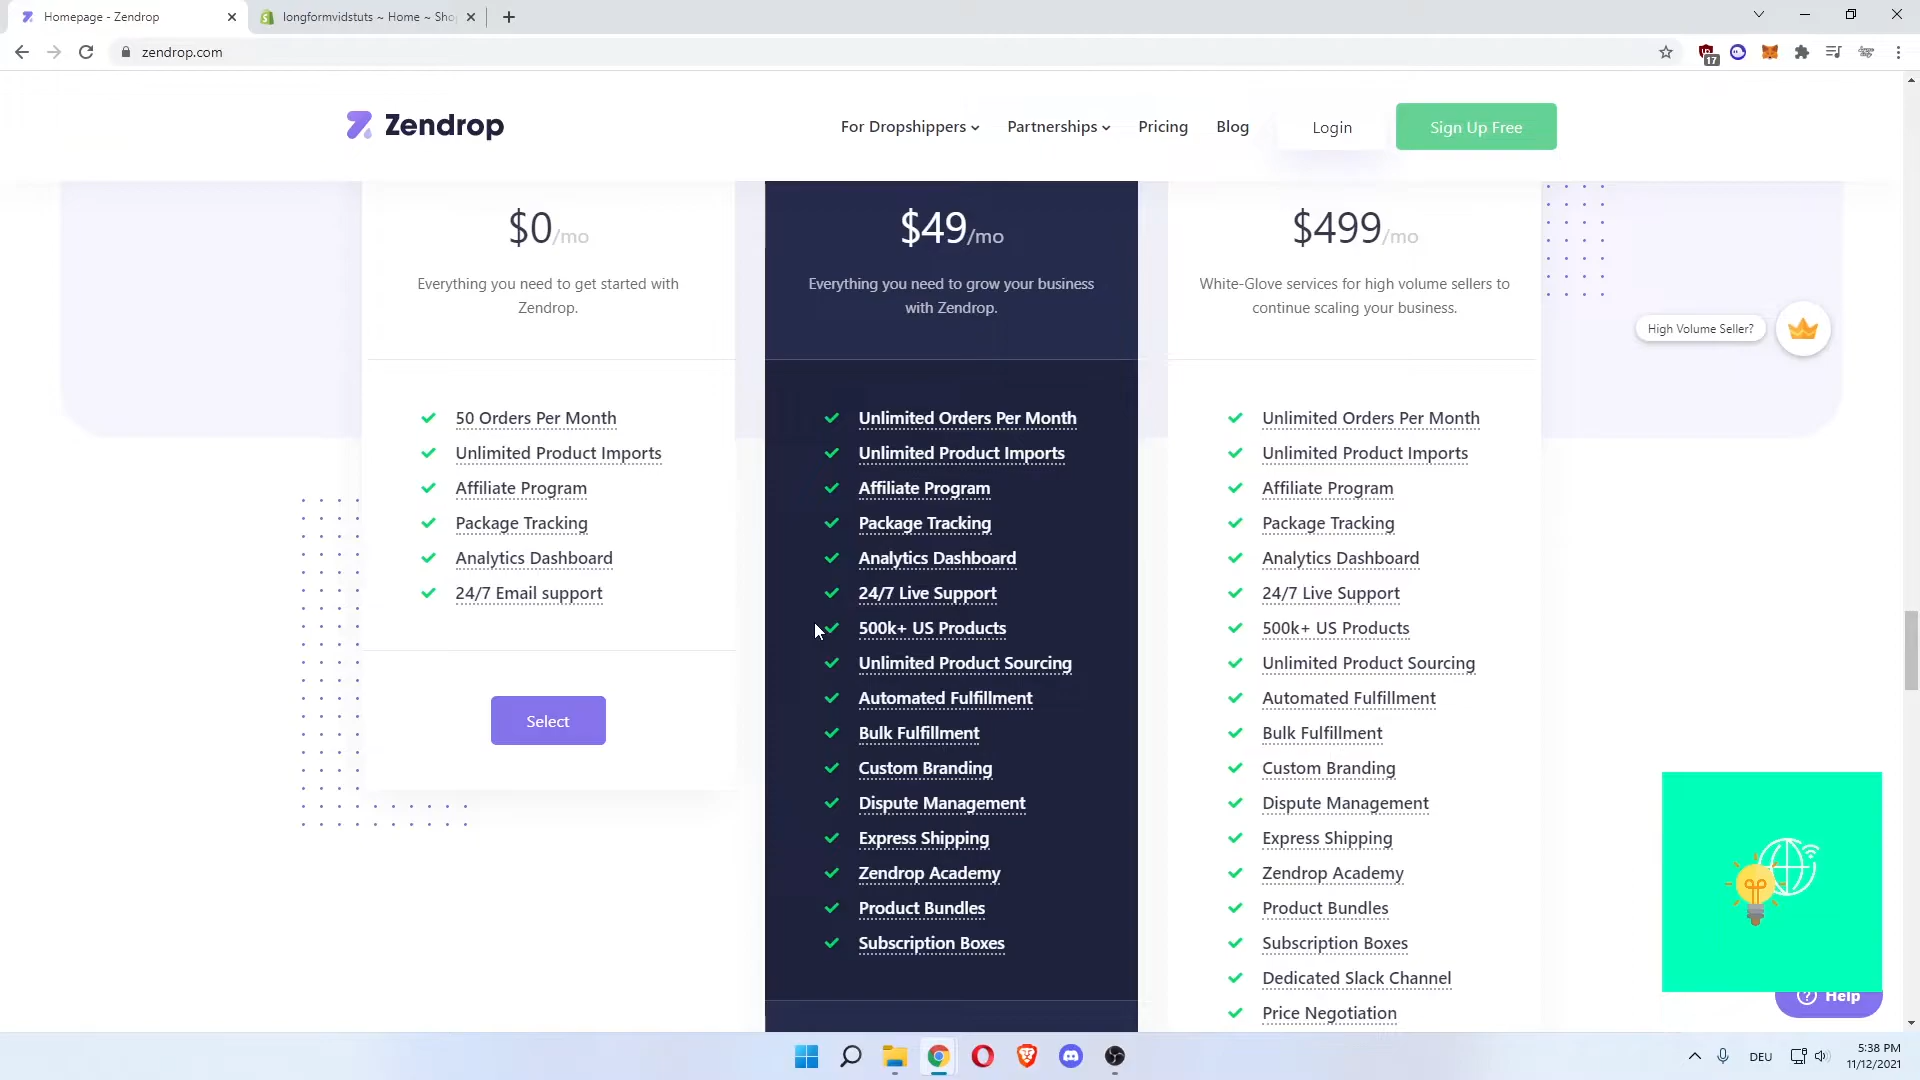 Homepage - Zendrop
longformvidstuts ~ Home ~ Sho
zendrop.com
17
Zendrop
For Dropshippers
Partnerships
Pricing
Blog
Login
Sign Up Free
$0/mo
Everything you need to get started with
Zendrop.
50 Orders Per Month
Unlimited Product Imports
Affiliate Program
Package Tracking
Analytics Dashboard
24/7 Email support
Select
$49/mo
Everything you need to grow your business
with Zendrop.
Unlimited Orders Per Month
Unlimited Product Imports
Affiliate Program
Package Tracking
Analytics Dashboard
24/7 Live Support
500k+ US Products
Unlimited Product Sourcing
Automated Fulfillment
Bulk Fulfillment
Custom Branding
Dispute Management
Express Shipping
Zendrop Academy
Product Bundles
Subscription Boxes
$499/mo
White-Glove services for high volume sellers to
continue scaling your business.
Unlimited Orders Per Month
Unlimited Product Imports
Affiliate Program
Package Tracking
Analytics Dashboard
24/7 Live Support
500k+ US Products
Unlimited Product Sourcing
Automated Fulfillment
Bulk Fulfillment
Custom Branding
Dispute Management
Express Shipping
Zendrop Academy
Product Bundles
Subscription Boxes
Dedicated Slack Channel
Price Negotiation
High Volume Seller?
Help
DEU
5:38 PM
11/12/2021